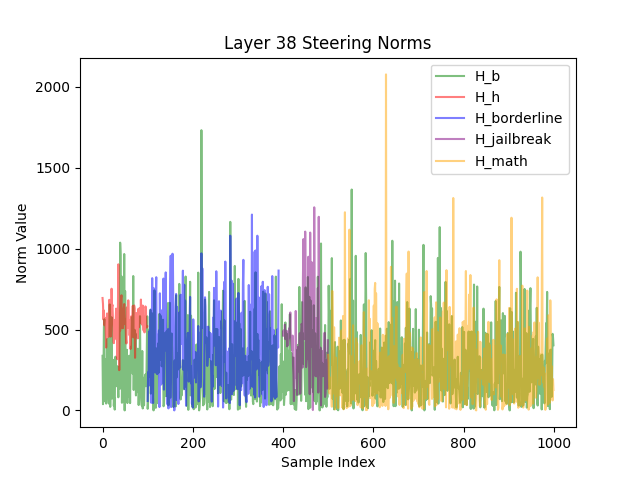 Layer 38 Steering Norms
H_b
H_h
H_borderline
H_jailbreak
H_math
Norm Value
2000
1500
1000
500
0
0 200 400 600 800 1000
Sample Index